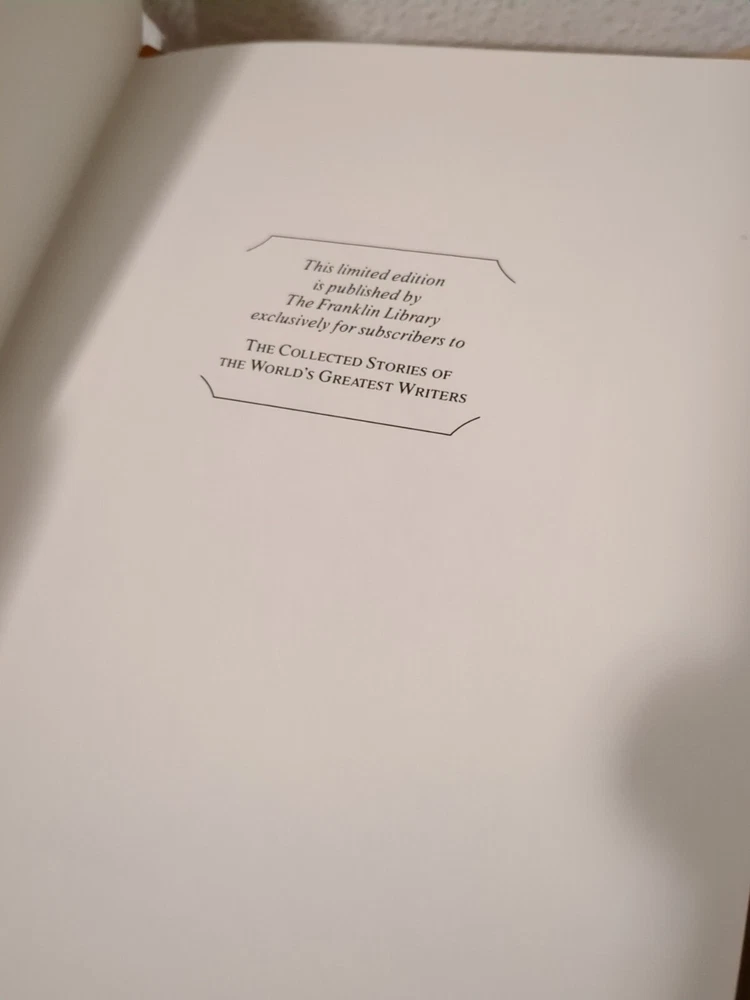 This limited edition
is published by
The Franklin Library
exclusively for subscribers to
THE COLLECTED STORIES OF
THE WORLD'S GREATEST WRITERS